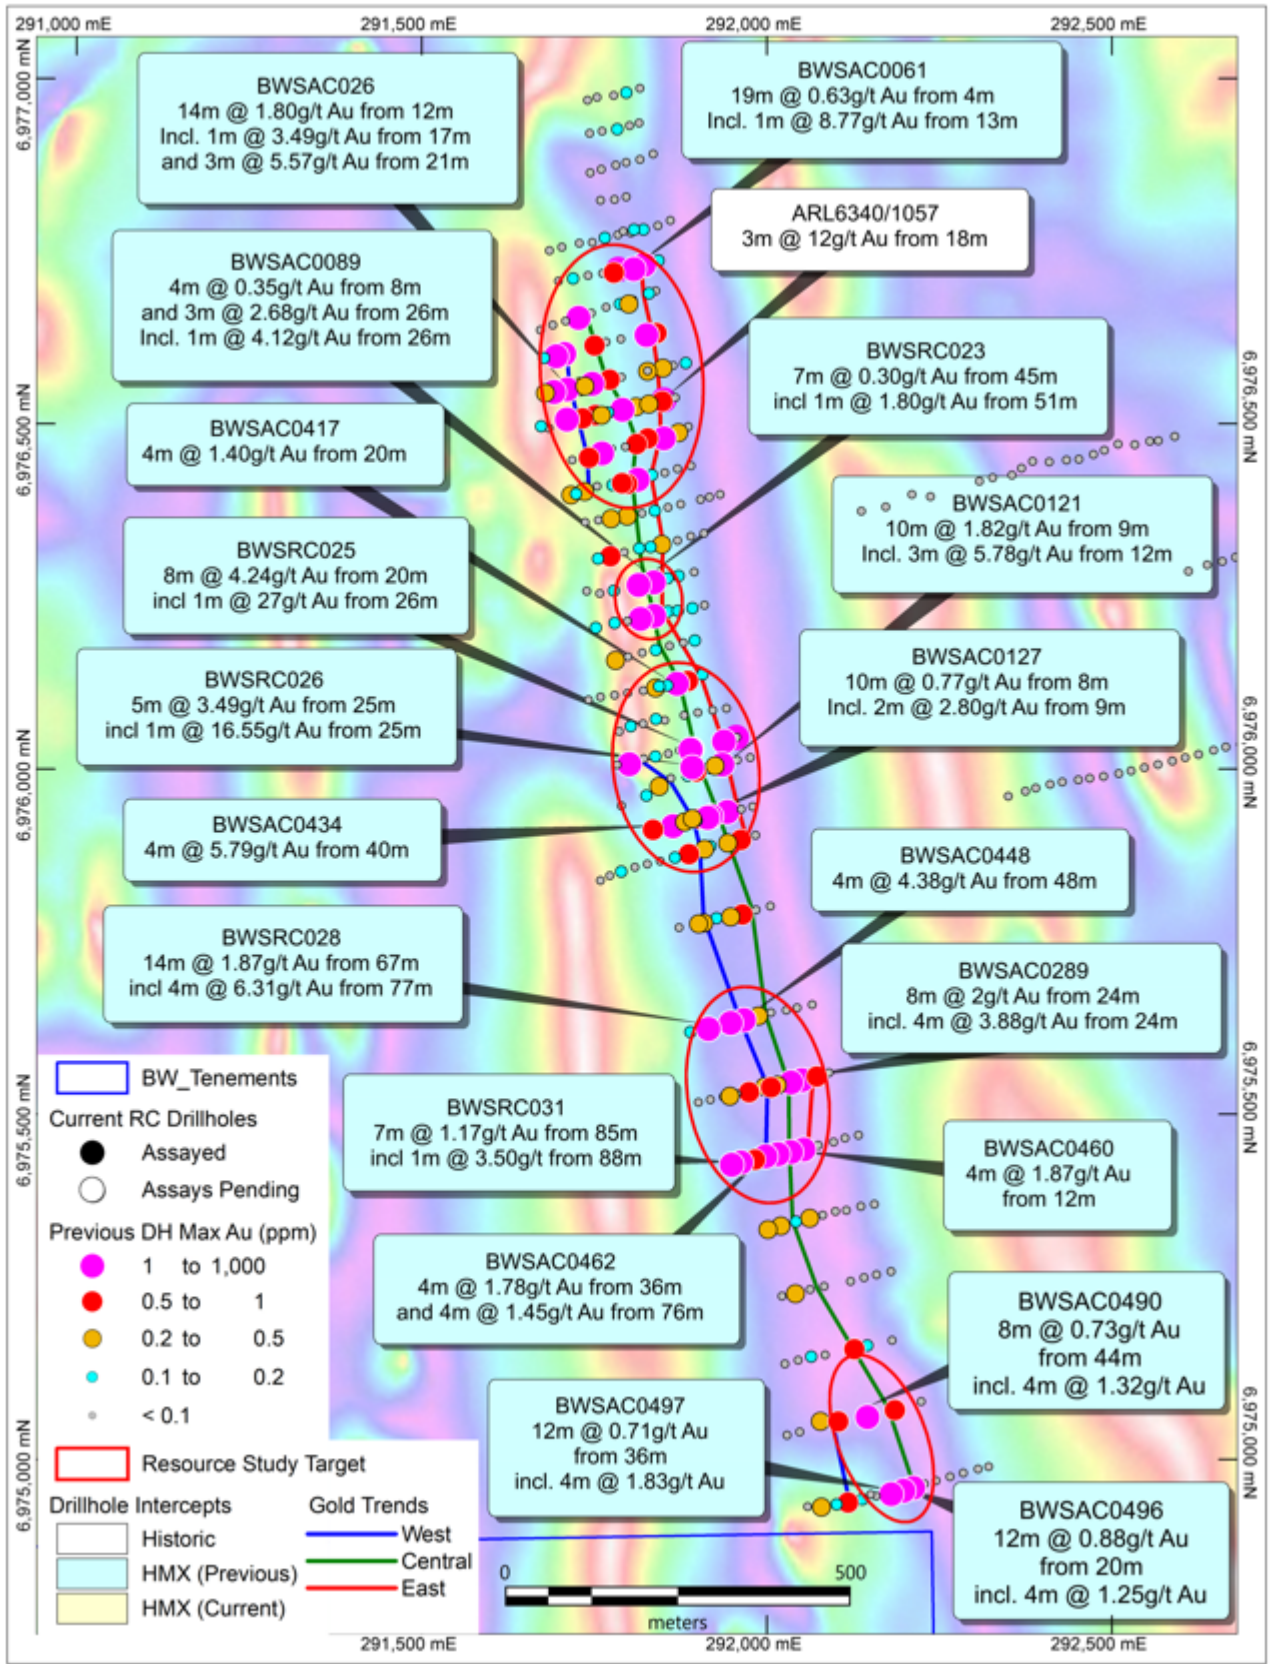 291,000 mE
291,500 mE
292,000 mE
292,500 mE
6,977,000 mN
BWSAC026
14m @ 1.80g/t Au from 12m
Incl. 1m @ 3.49g/t Au from 17m
and 3m @ 5.57g/t Au from 21m
BWSAC0061
19m @ 0.63g/t Au from 4m
Incl. 1m @ 8.77g/t Au from 13m
ARL6340/1057
3m @ 12g/t Au from 18m
BWSAC0089
4m @ 0.35g/t Au from 8m
and 3m @ 2.68g/t Au from 26m
Incl. 1m @ 4.12g/t Au from 26m
BWSRC023
7m @ 0.30g/t Au from 45m
incl 1m @ 1.80g/t Au from 51m
6,976,500 mN
6,976,500 mN
BWSAC0417
4m @ 1.40g/t Au from 20m
BWSAC0121
10m @ 1.82g/t Au from 9m
Incl. 3m @ 5.78g/t Au from 12m
BWSRC025
8m @ 4.24g/t Au from 20m
incl 1m @ 27g/t Au from 26m
BWSAC0127
10m @ 0.77g/t Au from 8m
Incl. 2m @ 2.80g/t Au from 9m
BWSRC026
5m @ 3.49g/t Au from 25m
incl 1m @ 16.55g/t Au from 25m
6,976,000 mN
6,976,000 mN
BWSAC0434
4m @ 5.79g/t Au from 40m
BWSAC0448
4m @ 4.38g/t Au from 48m
BWSRC028
14m @ 1.87g/t Au from 67m
incl 4m @ 6.31g/t Au from 77m
BWSAC0289
8m @ 2g/t Au from 24m
incl. 4m @ 3.88g/t Au from 24m
6,975,500 mN
6,975,500 mN
BWSRC031
7m @ 1.17g/t Au from 85m
incl 1m @ 3.50g/t from 88m
BWSAC0460
4m @ 1.87g/t Au
from 12m
BWSAC0462
4m @ 1.78g/t Au from 36m
and 4m @ 1.45g/t Au from 76m
BWSAC0490
8m @ 0.73g/t Au
from 44m
incl. 4m @ 1.32g/t Au
BWSAC0497
12m @ 0.71g/t Au
from 36m
incl. 4m @ 1.83g/t Au
BWSAC0496
12m @ 0.88g/t Au
from 20m
incl. 4m @ 1.25g/t Au
6,975,000 mN
6,975,000 mN
BW_Tenements
Current RC Drillholes
Assayed
Assays Pending
Previous DH Max Au (ppm)
1 to 1,000
0.5 to 1
0.2 to 0.5
0.1 to 0.2
< 0.1
Resource Study Target
Drillhole Intercepts
Historic
HMX (Previous)
HMX (Current)
Gold Trends
West
Central
East
0 500
meters
291,500 mE
292,000 mE
292,500 mE